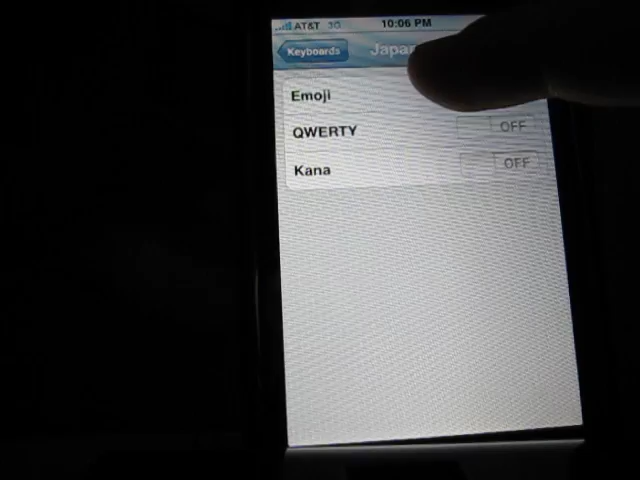 AT&T 3G 10:06 PM
Keyboards
Emoji
QWERTY OFF
Kana OFF